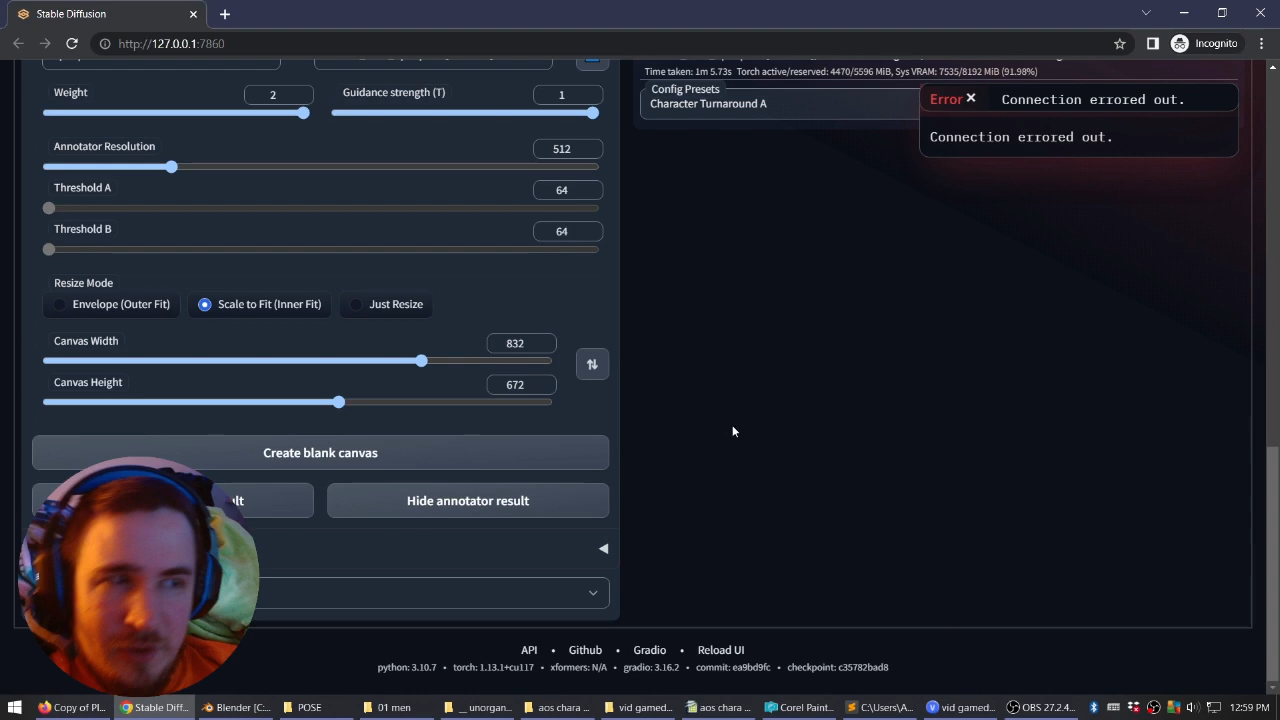 Stable Diffusion
http://127.0.0.1:7860
Incognito
Time taken: 1m 5.73s Torch active/reserved: 4470/5596 MiB, Sys VRAM: 7535/8192 MiB (91.98%)
Weight
2
Guidance strength (T)
1
Config Presets
Character Turnaround A
Error
Connection errored out.
Connection errored out.
Annotator Resolution
512
Threshold A
64
Threshold B
64
Resize Mode
Envelope (Outer Fit)
Scale to Fit (Inner Fit)
Just Resize
Canvas Width
832
Canvas Height
672
Create blank canvas
Hide annotator result
API • Github • Gradio • Reload UI
python: 3.10.7 • torch: 1.13.1+cu117 • xformers: N/A • gradio: 3.16.2 • commit: ea9bd9fc • checkpoint: c35782bad8
Copy of Pl...
Stable Diff...
Blender [C:...
POSE
01 men
__unorgan...
aos chara ...
vid gamed...
aos chara ...
Corel Paint...
C:\Users\A...
vid gamed...
OBS 27.2.4...
12:59 PM